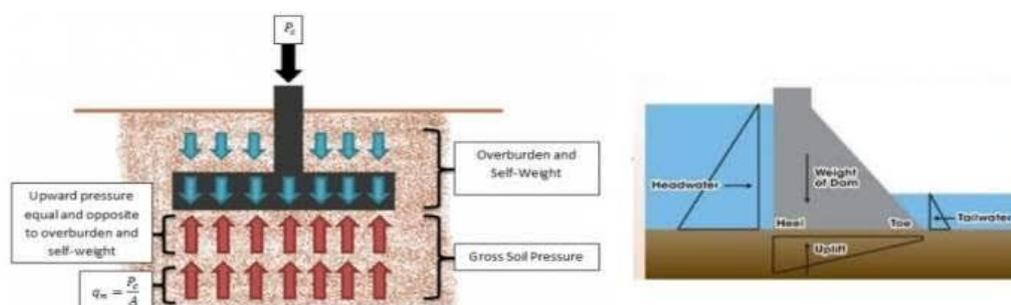 P_c
Overburden and
Self-Weight
Upward pressure
equal and opposite
to overburden and
self-weight
Gross Soil Pressure
q_n = P_c / A
Headwater
Weight
of Dam
Heel
Toe
Tailwater
Uplift